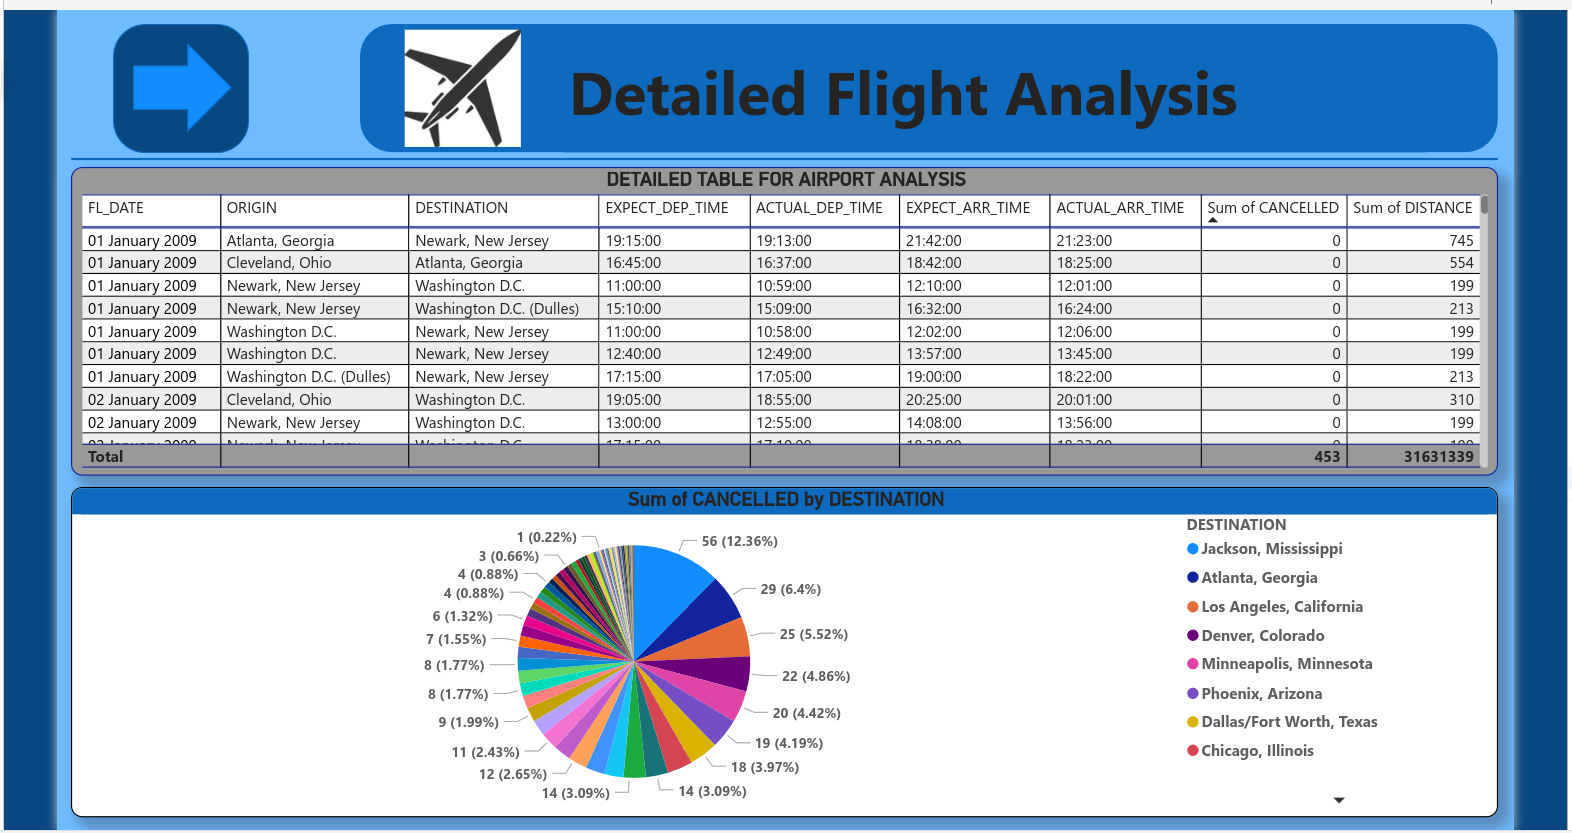 Detailed Flight Analysis
DETAILED TABLE FOR AIRPORT ANALYSIS
FL_DATE ORIGIN DESTINATION EXPECT_DEP_TIME ACTUAL_DEP_TIME EXPECT_ARR_TIME ACTUAL_ARR_TIME Sum of CANCELLED Sum of DISTANCE
01 January 2009 Atlanta, Georgia Newark, New Jersey 19:15:00 19:13:00 21:42:00 21:23:00 0 745
01 January 2009 Cleveland, Ohio Atlanta, Georgia 16:45:00 16:37:00 18:42:00 18:25:00 0 554
01 January 2009 Newark, New Jersey Washington D.C. 11:00:00 10:59:00 12:10:00 12:01:00 0 199
01 January 2009 Newark, New Jersey Washington D.C. (Dulles) 15:10:00 15:09:00 16:32:00 16:24:00 0 213
01 January 2009 Washington D.C. Newark, New Jersey 11:00:00 10:58:00 12:02:00 12:06:00 0 199
01 January 2009 Washington D.C. Newark, New Jersey 12:40:00 12:49:00 13:57:00 13:45:00 0 199
01 January 2009 Washington D.C. (Dulles) Newark, New Jersey 17:15:00 17:05:00 19:00:00 18:22:00 0 213
02 January 2009 Cleveland, Ohio Washington D.C. 19:05:00 18:55:00 20:25:00 20:01:00 0 310
02 January 2009 Newark, New Jersey Washington D.C. 13:00:00 12:55:00 14:08:00 13:56:00 0 199
Total 453 31631339
Sum of CANCELLED by DESTINATION
1 (0.22%)
3 (0.66%)
4 (0.88%)
4 (0.88%)
6 (1.32%)
7 (1.55%)
8 (1.77%)
8 (1.77%)
9 (1.99%)
11 (2.43%)
12 (2.65%)
14 (3.09%)
56 (12.36%)
29 (6.4%)
25 (5.52%)
22 (4.86%)
20 (4.42%)
19 (4.19%)
18 (3.97%)
14 (3.09%)
DESTINATION
Jackson, Mississippi
Atlanta, Georgia
Los Angeles, California
Denver, Colorado
Minneapolis, Minnesota
Phoenix, Arizona
Dallas/Fort Worth, Texas
Chicago, Illinois